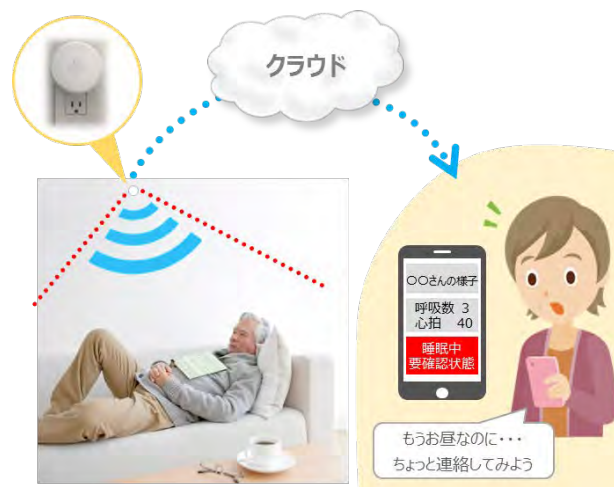 クラウド
○○さんの様子
呼吸数 3
心拍 40
睡眠中
要確認状態
もうお昼なのに・・・
ちょっと連絡してみよう